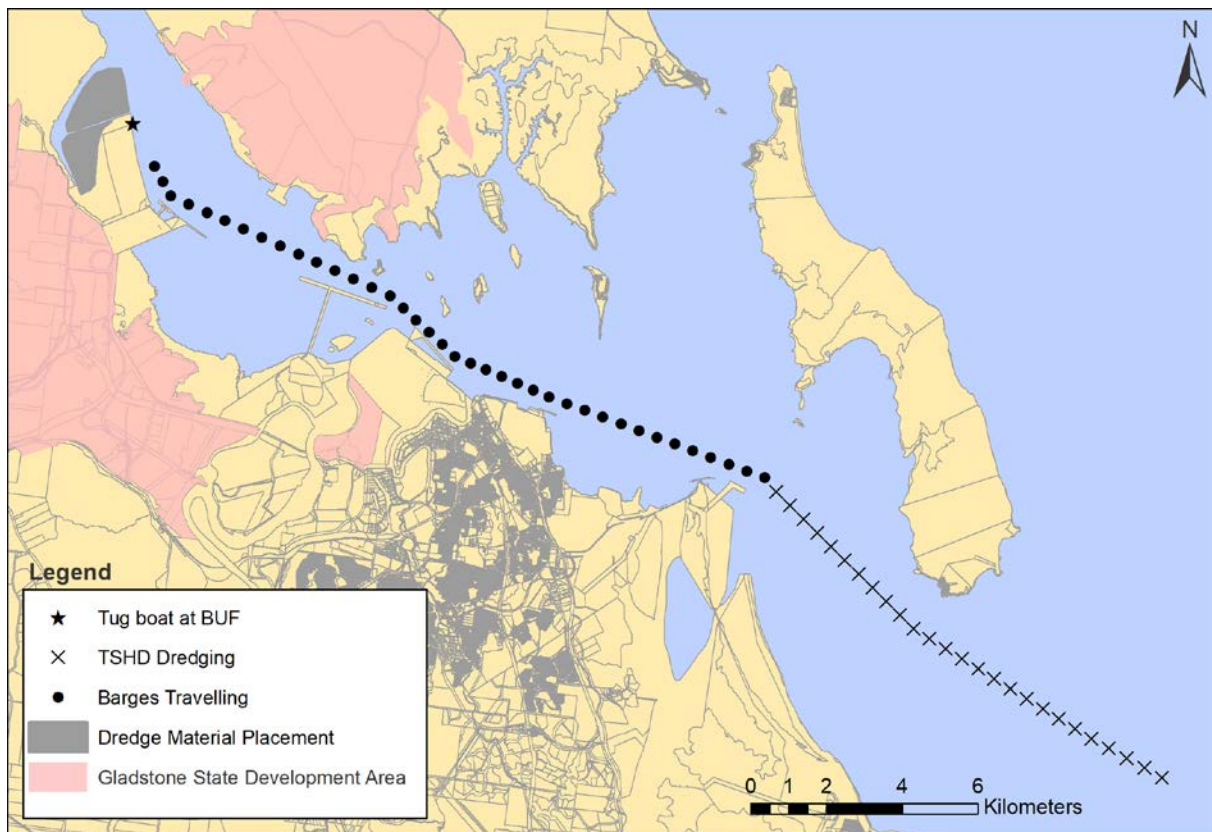 N
Legend
Tug boat at BUF
TSHD Dredging
Barges Travelling
Dredge Material Placement
Gladstone State Development Area
0 1 2 4 6
Kilometers